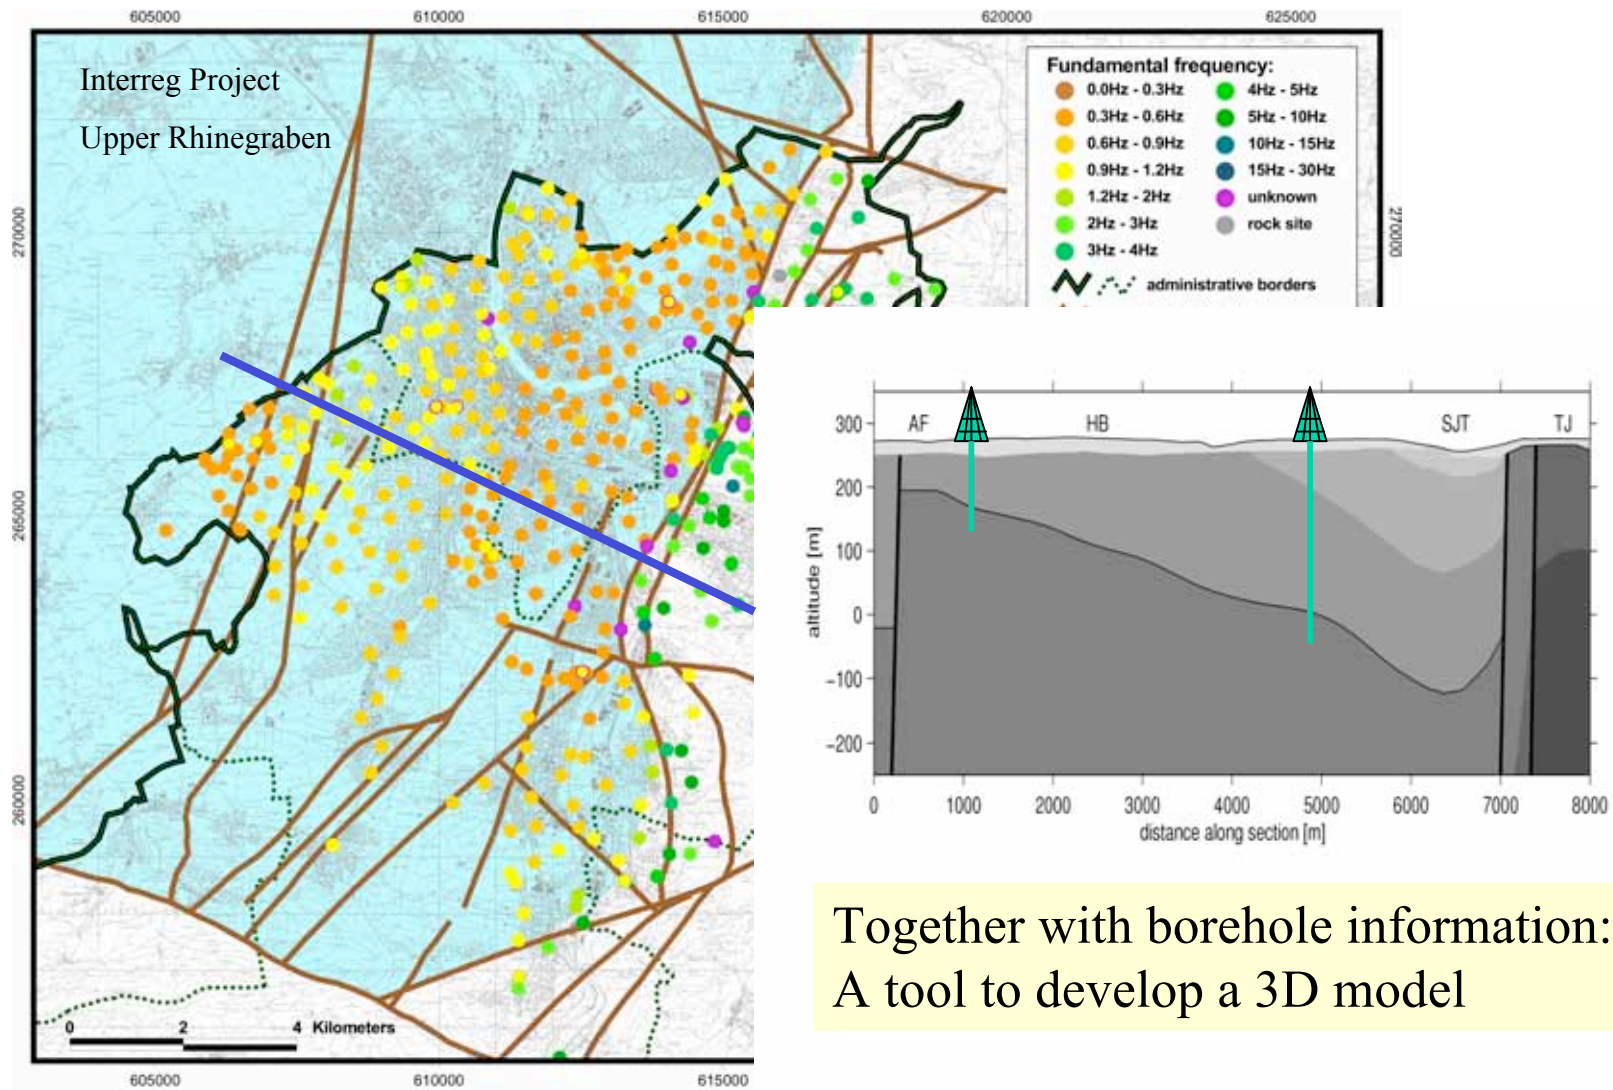 605000 610000 615000 620000 625000
Interreg Project
Upper Rhinegraben
Fundamental frequency:
0.0Hz - 0.3Hz
0.3Hz - 0.6Hz
0.6Hz - 0.9Hz
0.9Hz - 1.2Hz
1.2Hz - 2Hz
2Hz - 3Hz
3Hz - 4Hz
4Hz - 5Hz
5Hz - 10Hz
10Hz - 15Hz
15Hz - 30Hz
unknown
rock site
administrative borders
270000
265000
260000
270000
AF HB SJT TJ
300
200
100
0
-100
-200
altitude [m]
0 1000 2000 3000 4000 5000 6000 7000 8000
distance along section [m]
Together with borehole information:
A tool to develop a 3D model
0 2 4 Kilometers
605000 610000 615000